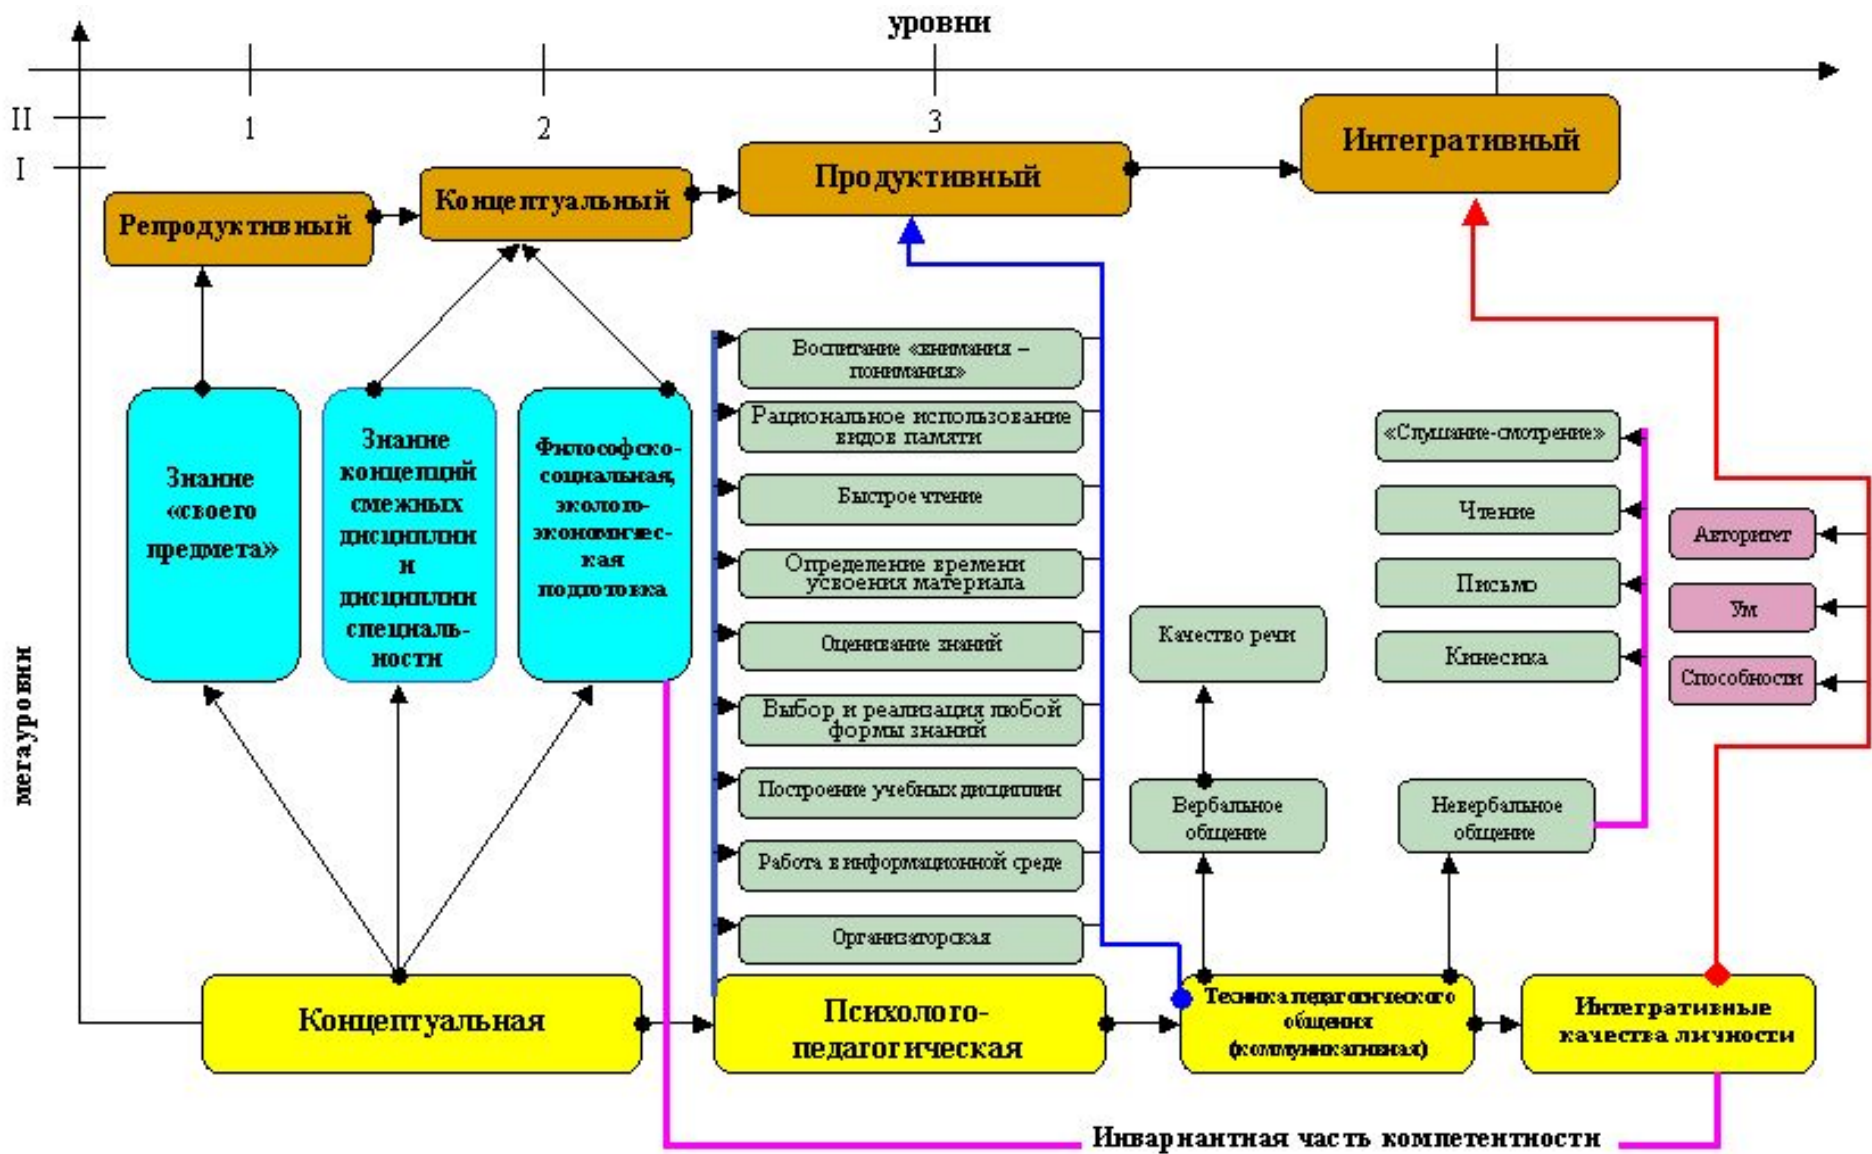 уровни
II
I
1
2
3
Интегративный
Продуктивный
Концептуальный
Репродуктивный
Воспитание «внимания –
понимания»
Рациональное использование
видов памяти
Быстрое чтение
Определение времени
усвоения материала
Оценивание знаний
Выбор и реализация любой
формы знаний
Построение учебных дисциплин
Работа в информационной среде
Организаторская
Знание
«своего
предмета»
Знание
концепций
смежных
дисциплин
и
дисциплин
специаль-
ности
Философско-
социальная,
эколого-
экономичес-
кая
подготовка
«Слушание-смотрение»
Чтение
Письмо
Кинесика
Авторитет
Ум
Способности
Качество речи
Вербальное
общение
Невербальное
общение
мегауровни
Концептуальная
Психолого-
педагогическая
Техника педагогического
общения
(коммуникативная)
Интегративные
качества личности
Инвариантная часть компетентности